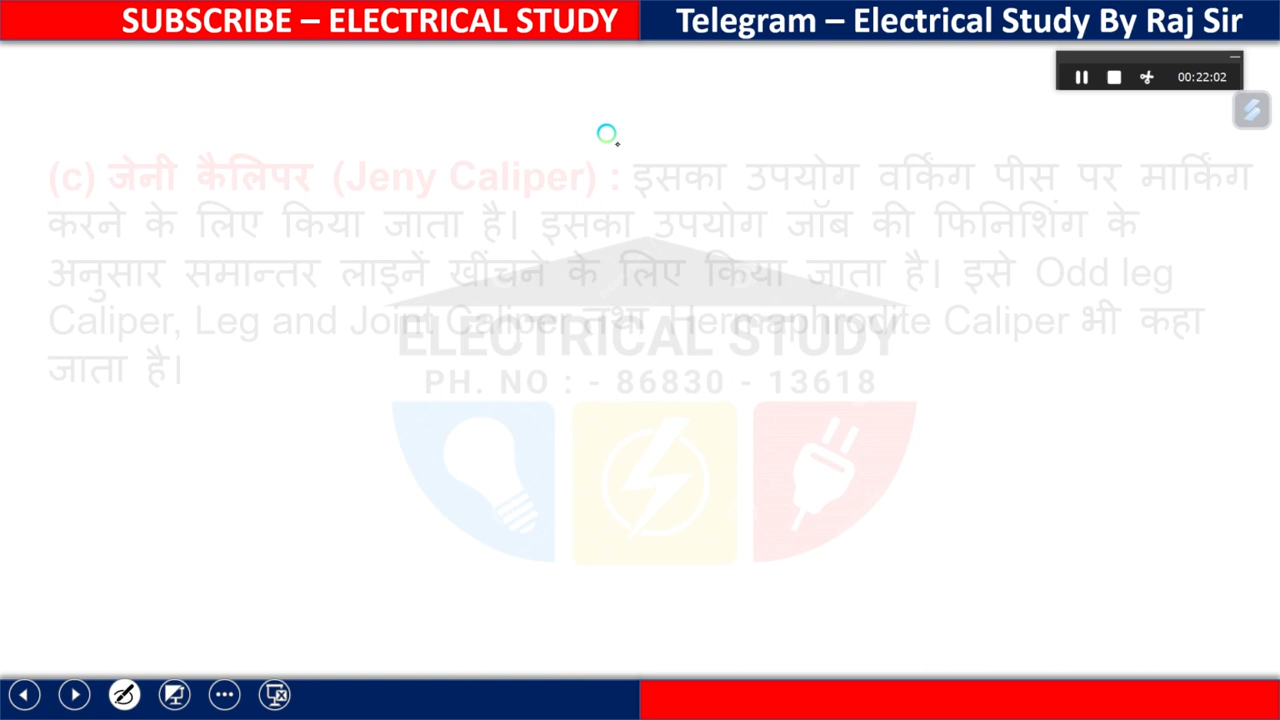 SUBSCRIBE – ELECTRICAL STUDY
Telegram – Electrical Study By Raj Sir
00:22:02
(c) जेनी कैलिपर (Jeny Caliper) : इसका उपयोग वर्किंग पीस पर मार्किंग
करने के लिए किया जाता है। इसका उपयोग जॉब की फिनिशिंग के
अनुसार समान्तर लाइनें खींचने के लिए किया जाता है। इसे Odd leg
Caliper, Leg and Joint Caliper तथा Hermaphrodite Caliper भी कहा
जाता है।
ELECTRICAL STUDY
PH. NO : - 86830 - 13618